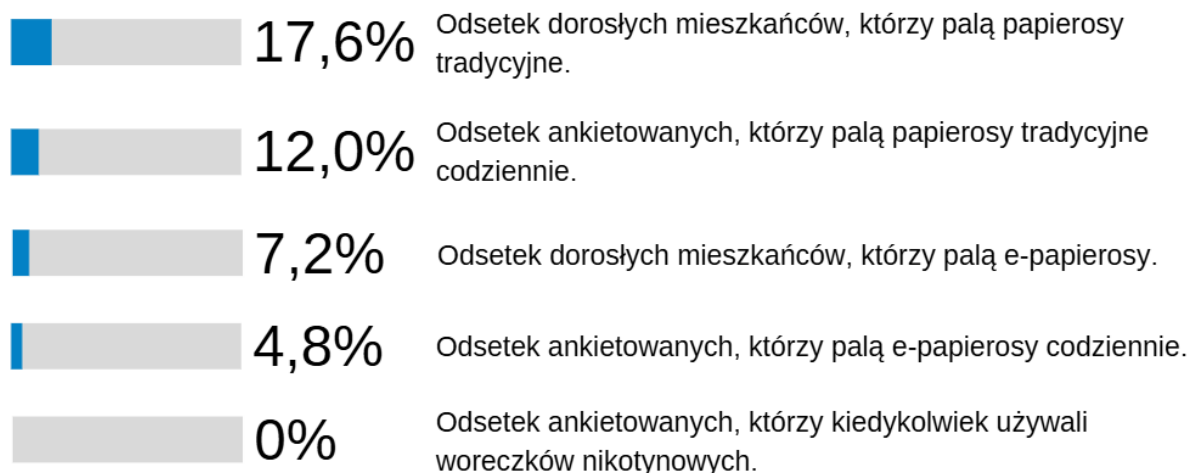 17,6%
Odsetek dorosłych mieszkańców, którzy palą papierosy
tradycyjne.
12,0%
Odsetek ankietowanych, którzy palą papierosy tradycyjne
codziennie.
7,2%
Odsetek dorosłych mieszkańców, którzy palą e-papierosy.
4,8%
Odsetek ankietowanych, którzy palą e-papierosy codziennie.
0%
Odsetek ankietowanych, którzy kiedykolwiek używali
woreczków nikotynowych.